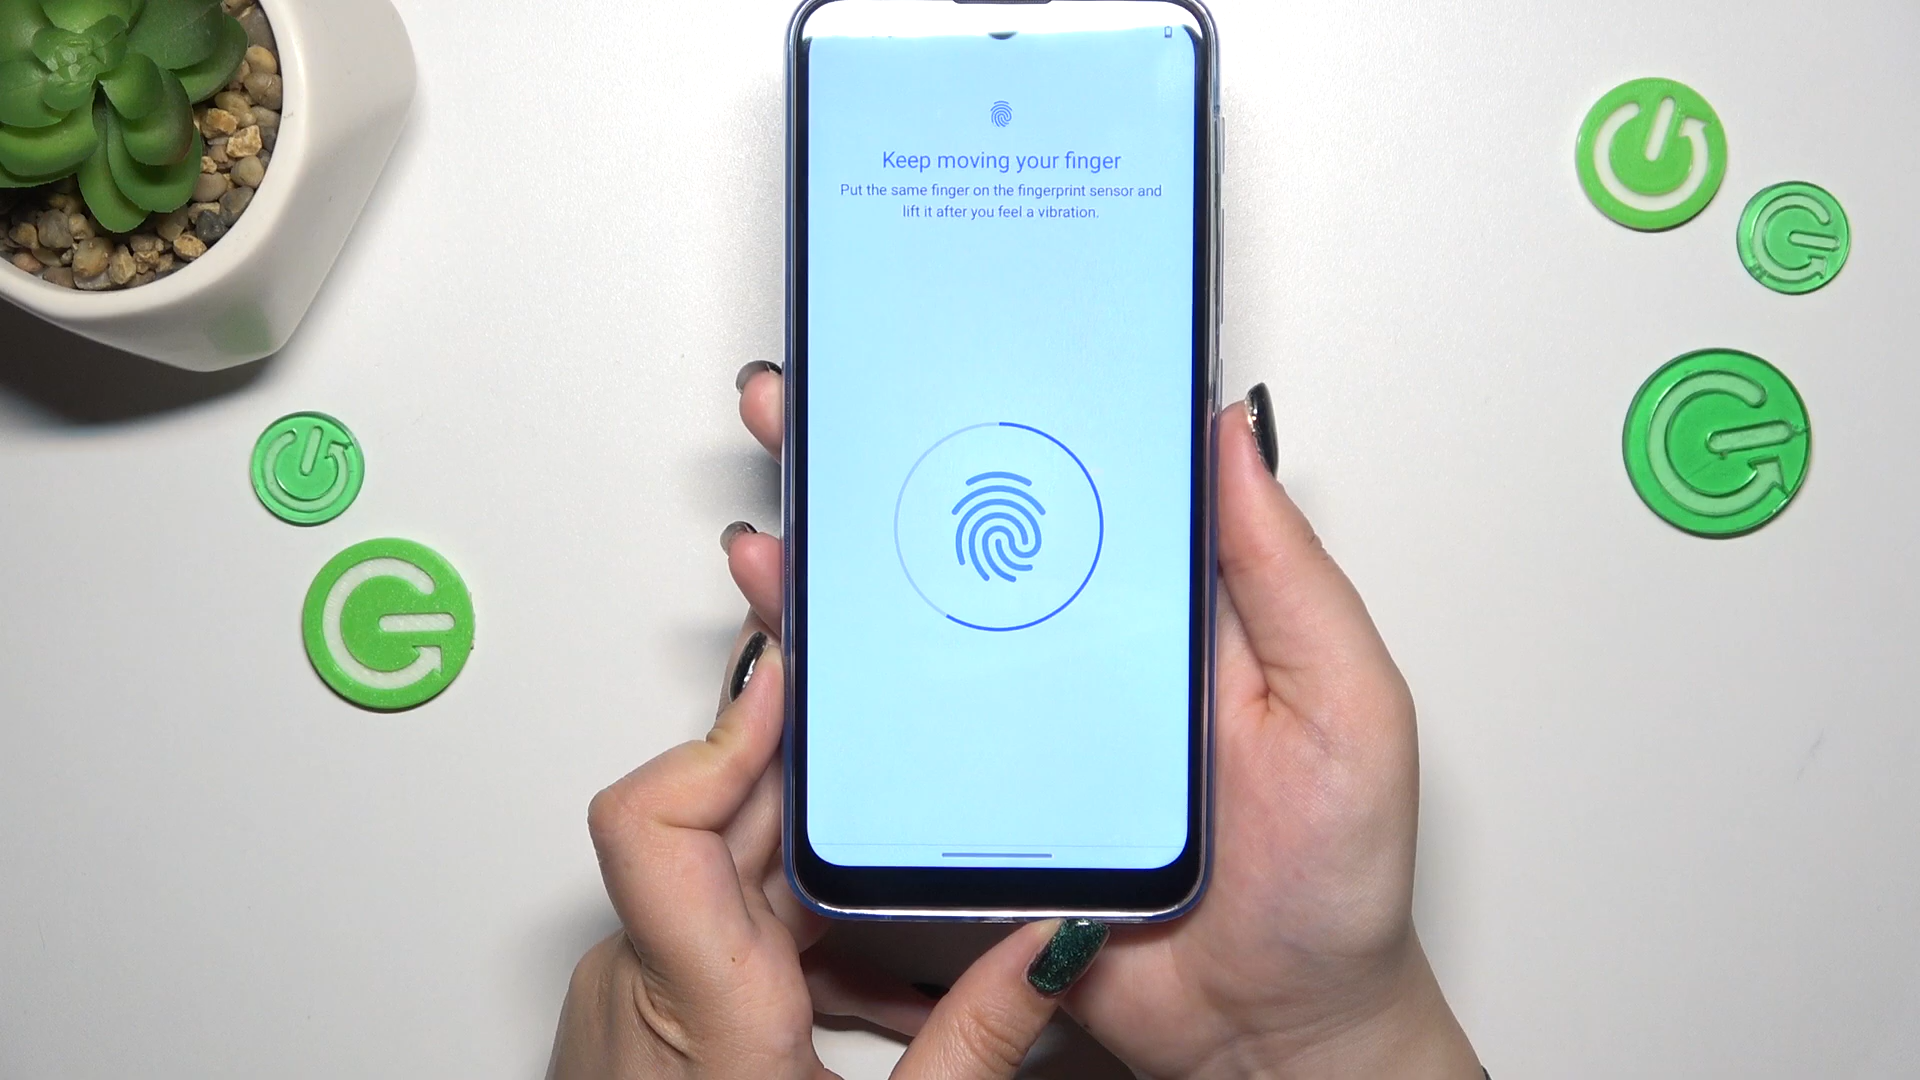 Keep moving your finger
Put the same finger on the fingerprint sensor and
lift it after you feel a vibration.